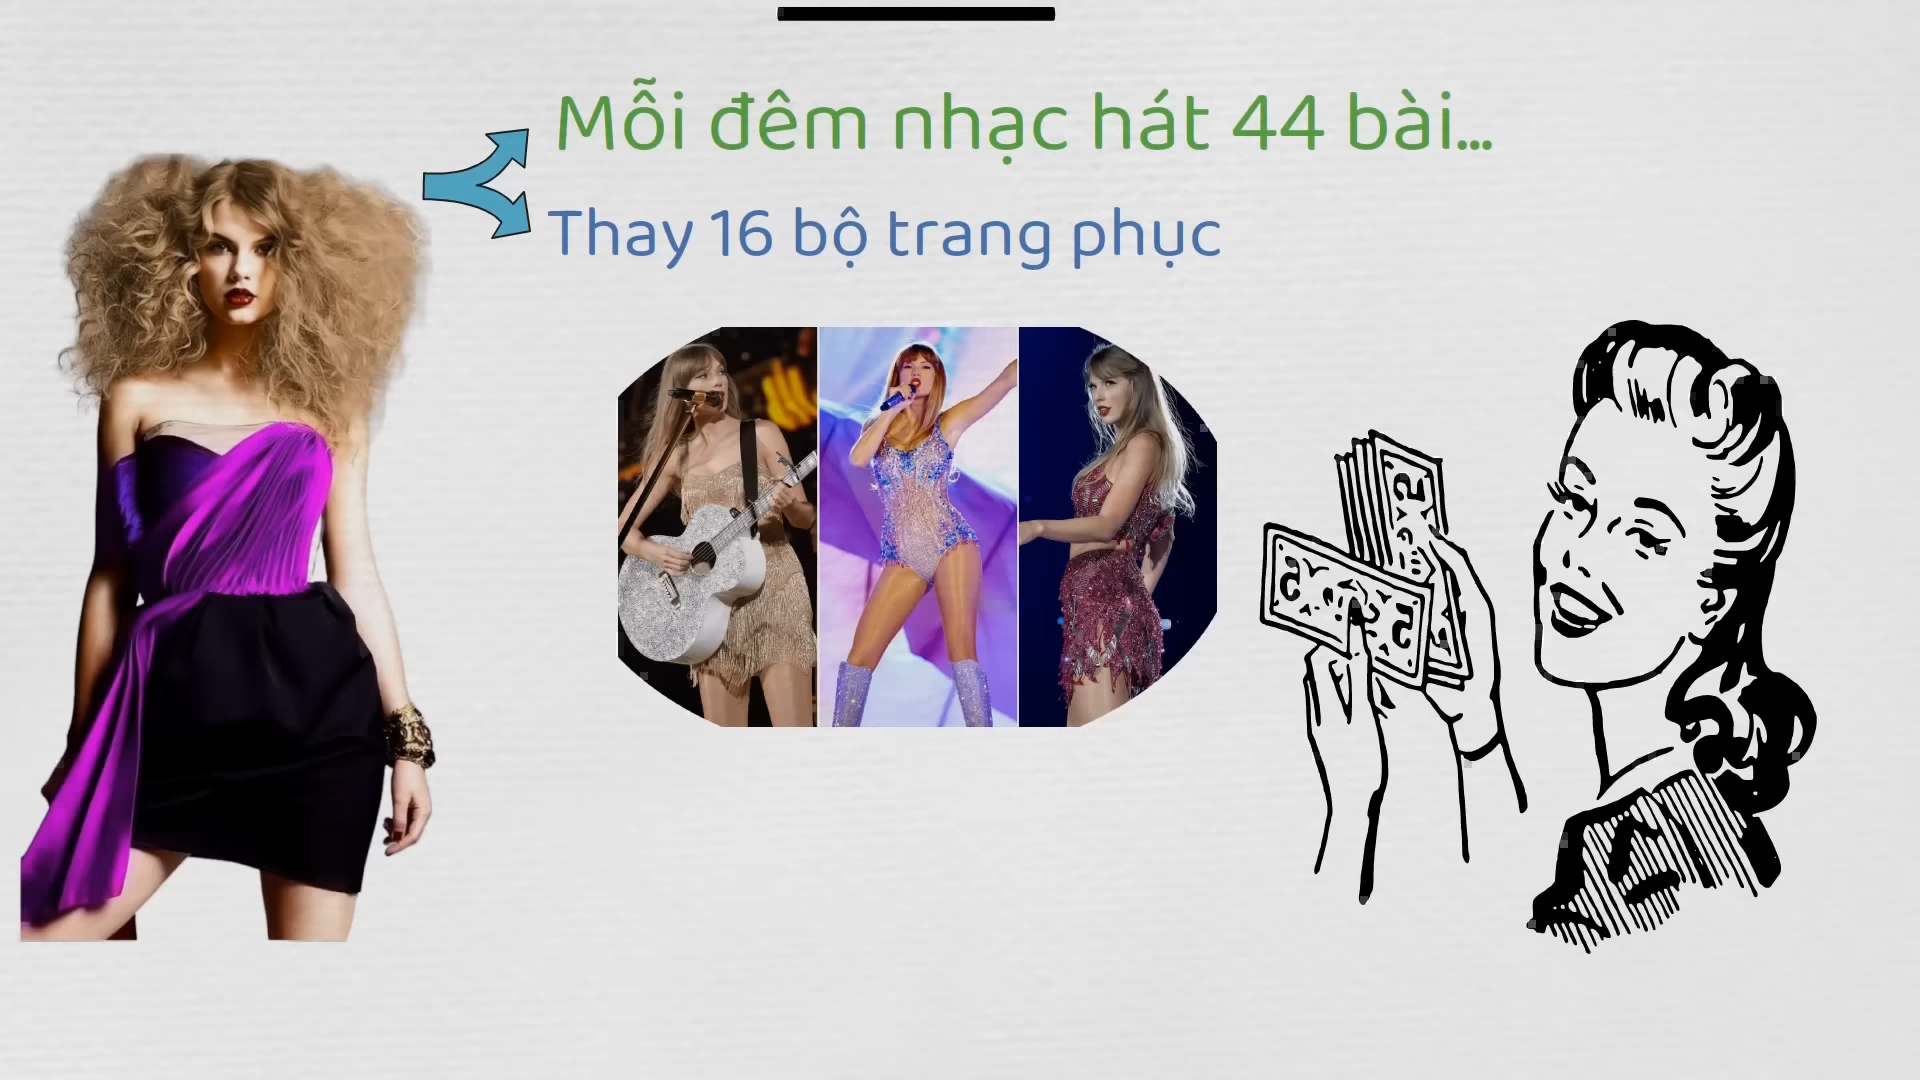 Mỗi đêm nhạc hát 44 bài...
Thay 16 bộ trang phục